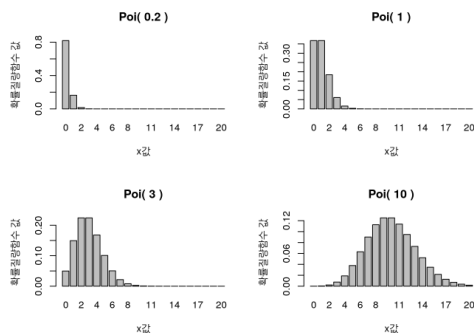 Poi( 0.2 )
확률질량함수 값
0.0 0.4 0.8
0 2 4 6 8 11 14 17 20
x값
Poi( 1 )
확률질량함수 값
0.00 0.15 0.30
0 2 4 6 8 11 14 17 20
x값
Poi( 3 )
확률질량함수 값
0.00 0.10 0.20
0 2 4 6 8 11 14 17 20
x값
Poi( 10 )
확률질량함수 값
0.00 0.06 0.12
0 2 4 6 8 11 14 17 20
x값